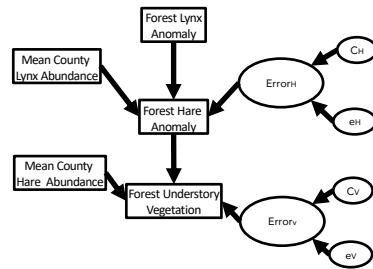 Forest Lynx
Anomaly
Mean County
Lynx Abundance
CH
ErrorH
Forest Hare
Anomaly
eH
Mean County
Hare Abundance
Forest Understory
Vegetation
CV
Errorv
eV